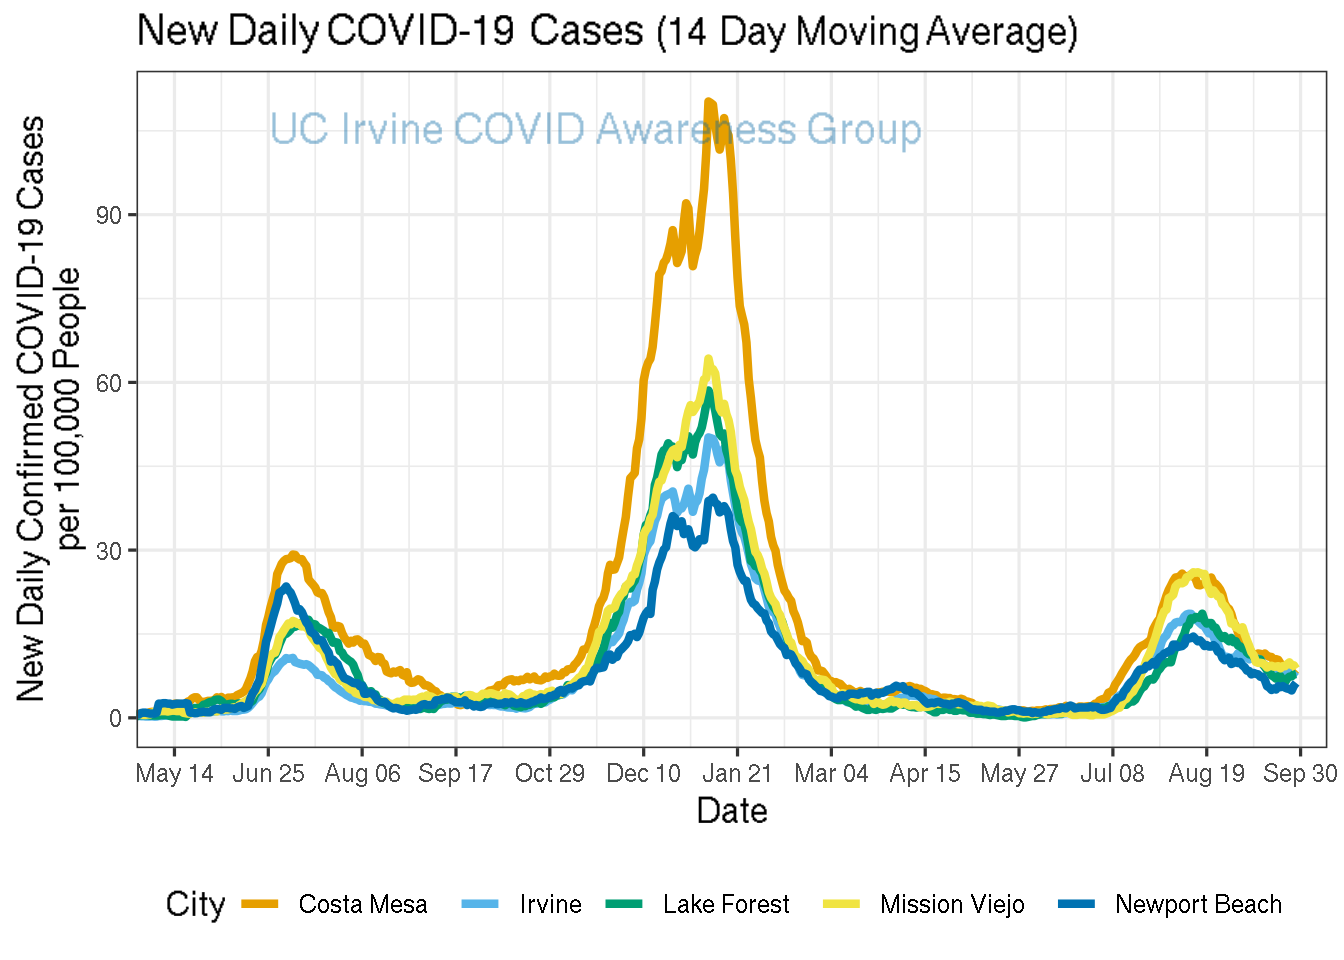 New Daily COVID-19 Cases (14 Day Moving Average)
UC Irvine COVID Awareness Group
New Daily Confirmed COVID-19 Cases
per 100,000 People
90
60
30
0
May 14 Jun 25 Aug 06 Sep 17 Oct 29 Dec 10 Jan 21 Mar 04 Apr 15 May 27 Jul 08 Aug 19 Sep 30
Date
City Costa Mesa Irvine Lake Forest Mission Viejo Newport Beach